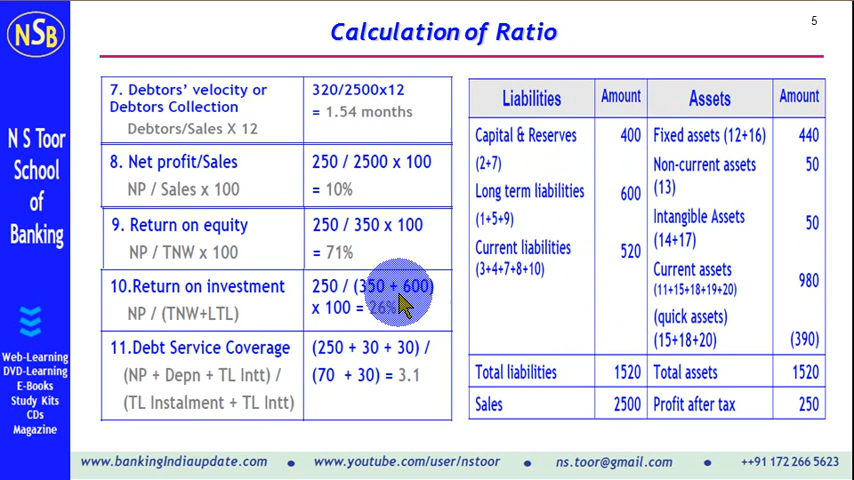 5
NSB
Calculation of Ratio
N S Toor
School
of
Banking
Web-Learning
DVD-Learning
E-Books
Study Kits
CDs
Magazine
7. Debtors' velocity or
Debtors Collection
Debtors/Sales X 12
320/2500x12
= 1.54 months
8. Net profit/Sales
NP / Sales x 100
250 / 2500 x 100
= 10%
9. Return on equity
NP / TNW x 100
250 / 350 x 100
= 71%
10.Return on investment
NP / (TNW+LTL)
250 / (350 + 600)
x 100 = 26%
11.Debt Service Coverage
(NP + Depn + TL Intt) /
(TL Instalment + TL Intt)
(250 + 30 + 30) /
(70 + 30) = 3.1
Liabilities Amount Assets Amount
Capital & Reserves 400 Fixed assets (12+16) 440
(2+7) Non-current assets 50
Long term liabilities 600 (13)
(1+5+9) Intangible Assets 50
Current liabilities 520 (14+17)
(3+4+7+8+10) Current assets 980
(11+15+18+19+20)
(quick assets)
(15+18+20) (390)
Total liabilities 1520 Total assets 1520
Sales 2500 Profit after tax 250
www.bankingIndiaupdate.com ● www.youtube.com/user/nstoor ● ns.toor@gmail.com ● ++91 172 266 5623